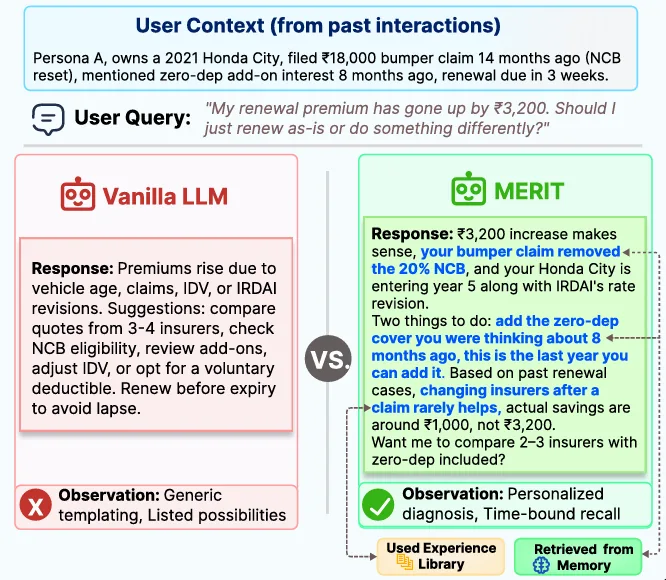 User Context (from past interactions)
Persona A, owns a 2021 Honda City, filed ₹18,000 bumper claim 14 months ago (NCB
reset), mentioned zero-dep add-on interest 8 months ago, renewal due in 3 weeks.
User Query: "My renewal premium has gone up by ₹3,200. Should I
just renew as-is or do something differently?"
Vanilla LLM
Response: Premiums rise due to
vehicle age, claims, IDV, or IRDAI
revisions. Suggestions: compare
quotes from 3-4 insurers, check
NCB eligibility, review add-ons,
adjust IDV, or opt for a voluntary
deductible. Renew before expiry
to avoid lapse.
X
Observation: Generic
templating, Listed possibilities
VS.
MERIT
Response: ₹3,200 increase makes
sense, your bumper claim removed
the 20% NCB, and your Honda City is
entering year 5 along with IRDAI's rate
revision.
Two things to do: add the zero-dep
cover you were thinking about 8
months ago, this is the last year you
can add it. Based on past renewal
cases, changing insurers after a
claim rarely helps, actual savings are
around ₹1,000, not ₹3,200.
Want me to compare 2–3 insurers with
zero-dep included?
Observation: Personalized
diagnosis, Time-bound recall
Used Experience
Library
Retrieved from
Memory